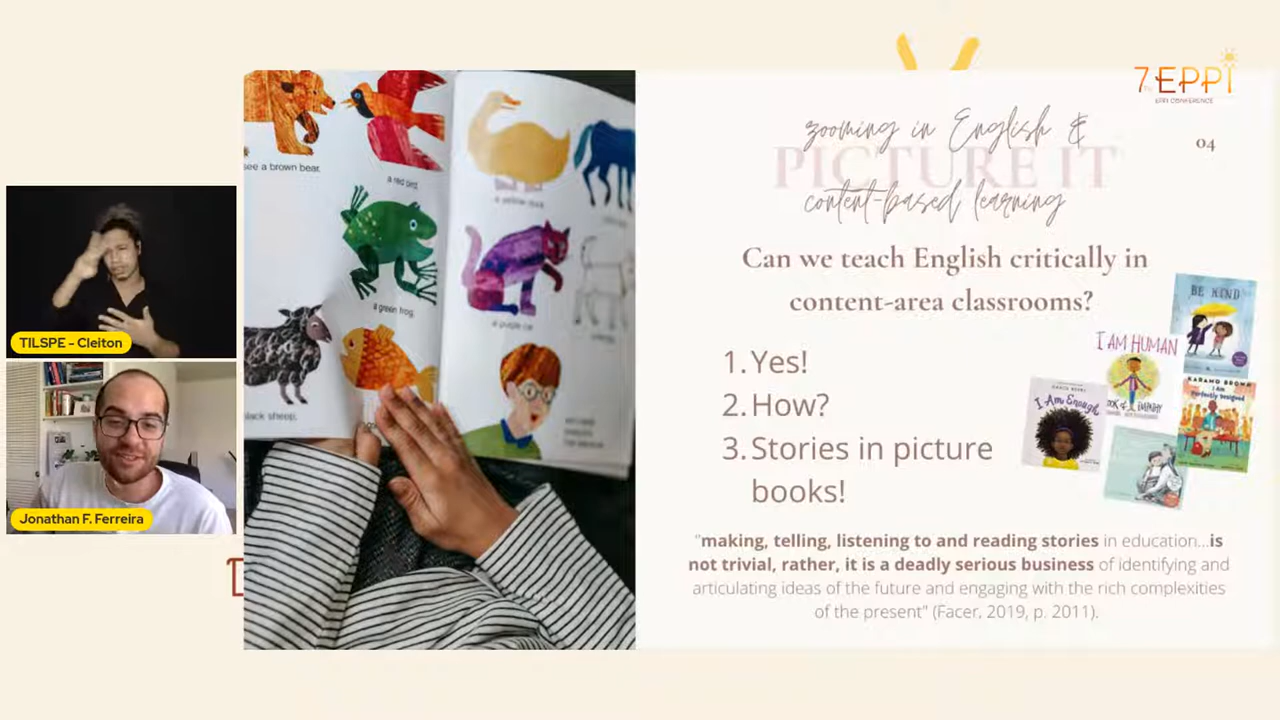 7 EPPI
EPPI CONFERENCE
zooming in English &
PICTURE IT
content-based learning
04
Can we teach English critically in
content-area classrooms?
1. Yes!
2. How?
3. Stories in picture
books!
"making, telling, listening to and reading stories in education...is
not trivial, rather, it is a deadly serious business of identifying and
articulating ideas of the future and engaging with the rich complexities
of the present" (Facer, 2019, p. 2011).
BE KIND
I AM HUMAN
I Am Enough
KARAMO BROWN
I Am
Perfectly Designed
see a brown bear.
a red bird.
a yellow duck
a green frog.
a purple cat
black sheep.
TILSPE - Cleiton
Jonathan F. Ferreira